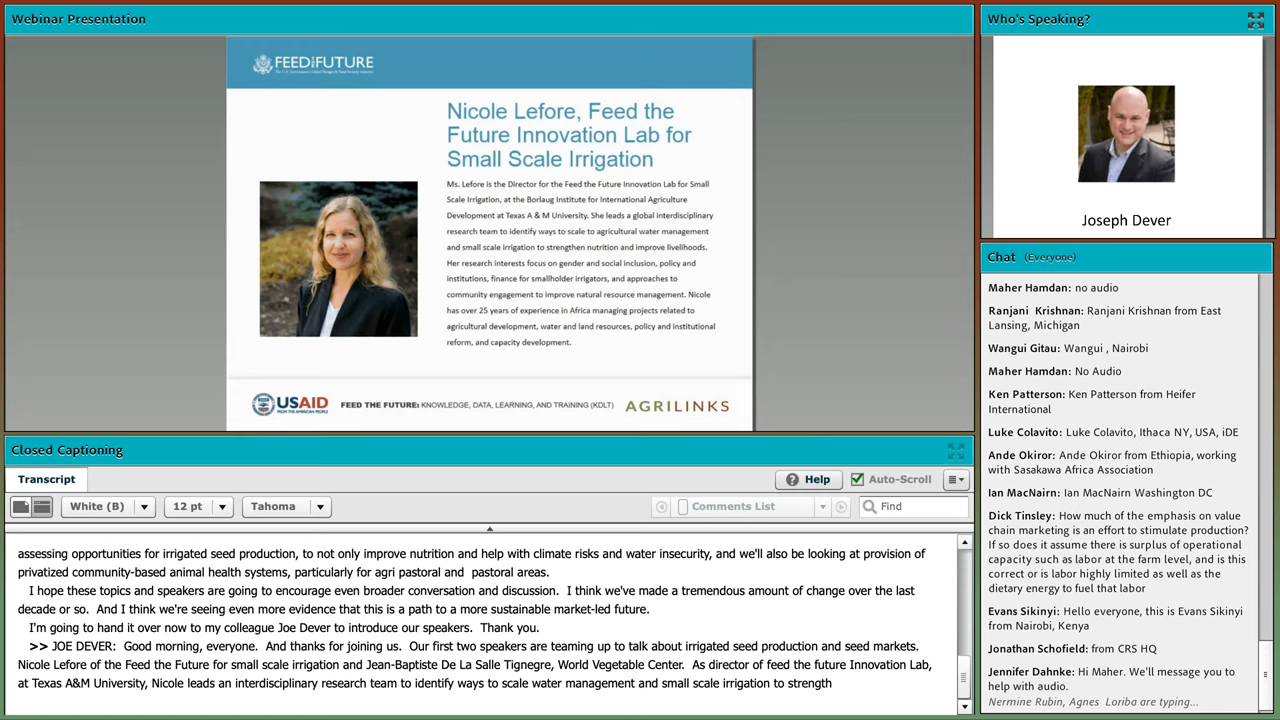 Webinar Presentation
FEED THE FUTURE
The U.S. Government's Global Hunger & Food Security Initiative
Nicole Lefore, Feed the
Future Innovation Lab for
Small Scale Irrigation
Ms. Lefore is the Director for the Feed the Future Innovation Lab for Small
Scale Irrigation, at the Borlaug Institute for International Agriculture
Development at Texas A & M University. She leads a global interdisciplinary
research team to identify ways to scale to agricultural water management
and small scale irrigation to strengthen nutrition and improve livelihoods.
Her research interests focus on gender and social inclusion, policy and
institutions, finance for smallholder irrigators, and approaches to
community engagement to improve natural resource management. Nicole
has over 25 years of experience in Africa managing projects related to
agricultural development, water and land resources, policy and institutional
reform, and capacity development.
USAID
FROM THE AMERICAN PEOPLE
FEED THE FUTURE: KNOWLEDGE, DATA, LEARNING, AND TRAINING (KDLT)
AGRILINKS
Who's Speaking?
Joseph Dever
Chat (Everyone)
Maher Hamdan: no audio
Ranjani Krishnan: Ranjani Krishnan from East
Lansing, Michigan
Wangui Gitau: Wangui , Nairobi
Maher Hamdan: No Audio
Ken Patterson: Ken Patterson from Heifer
International
Luke Colavito: Luke Colavito, Ithaca NY, USA, iDE
Ande Okiror: Ande Okiror from Ethiopia, working
with Sasakawa Africa Association
Ian MacNairn: Ian MacNairn Washington DC
Dick Tinsley: How much of the emphasis on value
chain marketing is an effort to stimulate production?
If so does it assume there is surplus of operational
capacity such as labor at the farm level, and is this
correct or is labor highly limited as well as the
dietary energy to fuel that labor
Evans Sikinyi: Hello everyone, this is Evans Sikinyi
from Nairobi, Kenya
Jonathan Schofield: from CRS HQ
Jennifer Dahnke: Hi Maher. We'll message you to
help with audio.
Nermine Rubin, Agnes Loriba are typing...
Closed Captioning
Transcript
Help
Auto-Scroll
White (B)
12 pt
Tahoma
Comments List
Find
assessing opportunities for irrigated seed production, to not only improve nutrition and help with climate risks and water insecurity, and we'll also be looking at provision of
privatized community-based animal health systems, particularly for agri pastoral and pastoral areas.
I hope these topics and speakers are going to encourage even broader conversation and discussion. I think we've made a tremendous amount of change over the last
decade or so. And I think we're seeing even more evidence that this is a path to a more sustainable market-led future.
I'm going to hand it over now to my colleague Joe Dever to introduce our speakers. Thank you.
>> JOE DEVER: Good morning, everyone. And thanks for joining us. Our first two speakers are teaming up to talk about irrigated seed production and seed markets.
Nicole Lefore of the Feed the Future for small scale irrigation and Jean-Baptiste De La Salle Tignegre, World Vegetable Center. As director of feed the future Innovation Lab,
at Texas A&M University, Nicole leads an interdisciplinary research team to identify ways to scale water management and small scale irrigation to strength